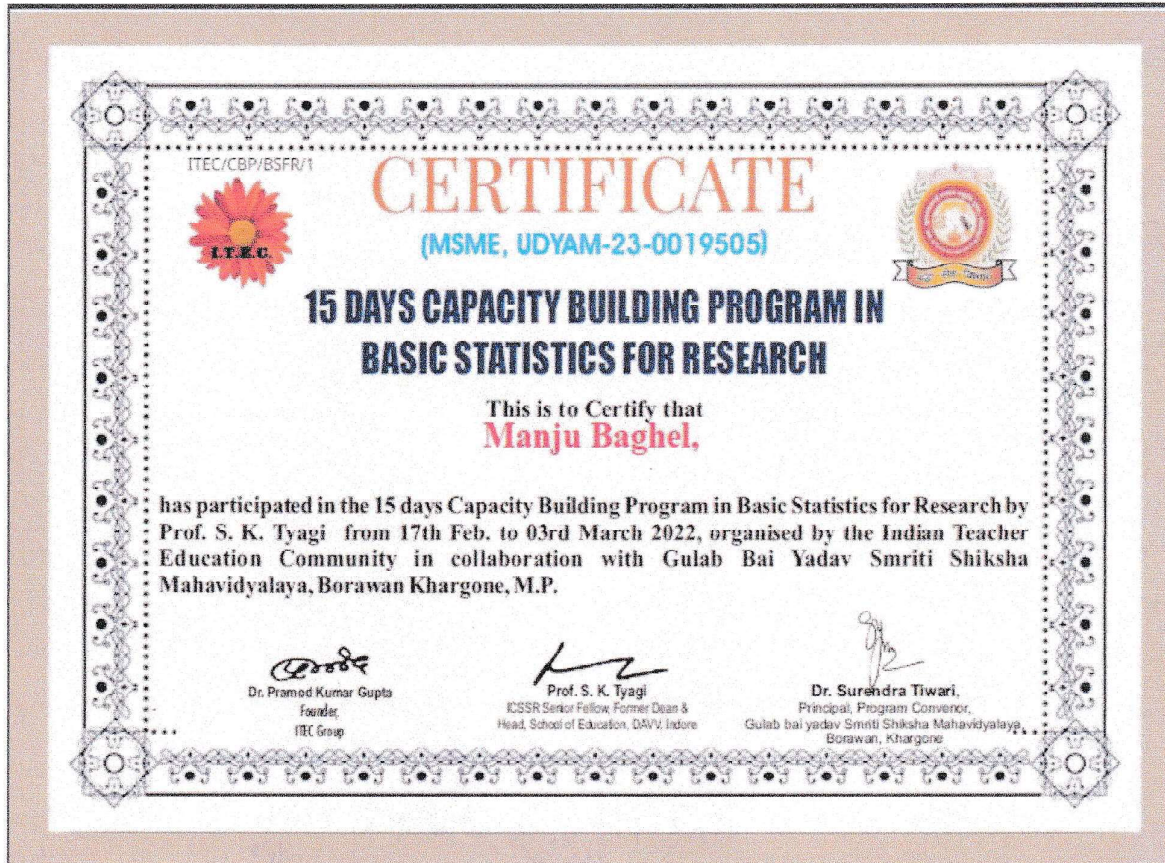 ITEC/CBP/BSFR/1
CERTIFICATE
(MSME, UDYAM-23-0019505)
I.T.E.C.
15 DAYS CAPACITY BUILDING PROGRAM IN
BASIC STATISTICS FOR RESEARCH
This is to Certify that
Manju Baghel,
has participated in the 15 days Capacity Building Program in Basic Statistics for Research by
Prof. S. K. Tyagi from 17th Feb. to 03rd March 2022, organised by the Indian Teacher
Education Community in collaboration with Gulab Bai Yadav Smriti Shiksha
Mahavidyalaya, Borawan Khargone, M.P.
Dr. Pramod Kumar Gupta
Founder,
ITEC Group
Prof. S. K. Tyagi
ICSSR Senior Fellow, Former Dean &
Head, School of Education, DAVV, Indore
Dr. Surendra Tiwari,
Principal, Program Convenor,
Gulab bai yadav Smriti Shiksha Mahavidyalaya,
Borawan, Khargone